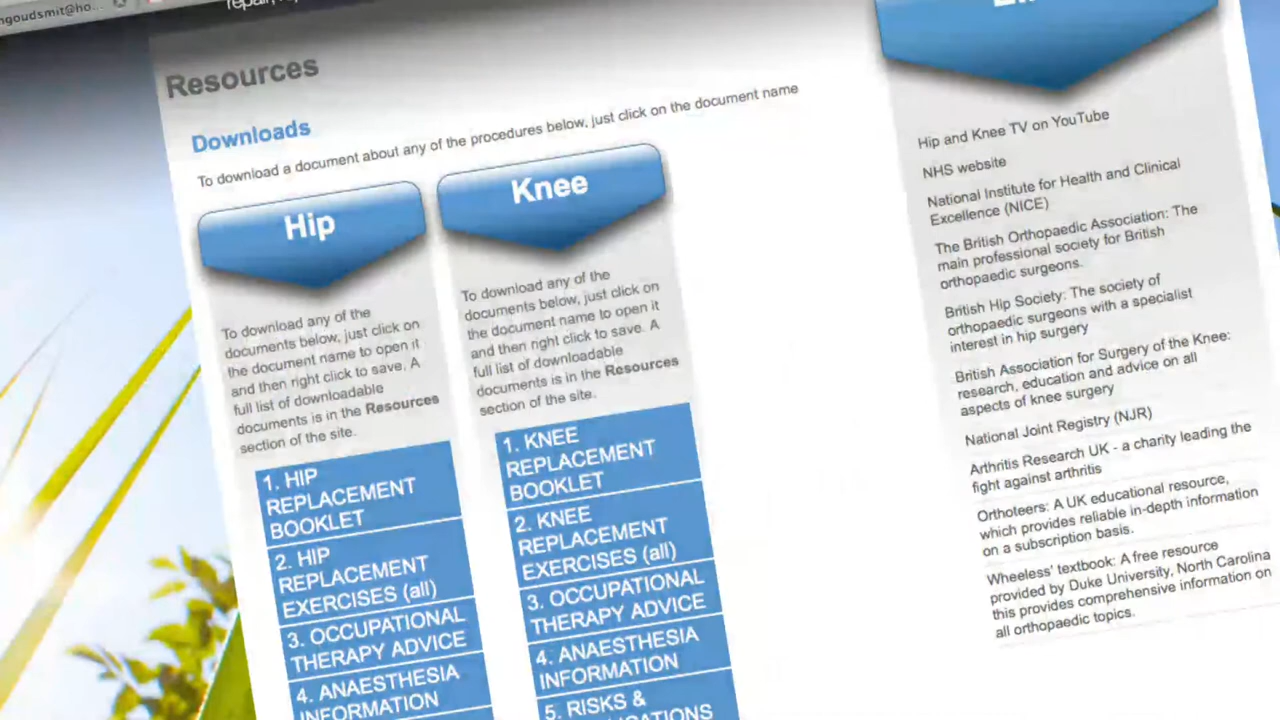 ngoudsmit@ho...
Resources
Downloads
To download a document about any of the procedures below, just click on the document name
Hip
To download any of the
documents below, just click on
the document name to open it
and then right click to save. A
full list of downloadable
documents is in the Resources
section of the site.
1. HIP
REPLACEMENT
BOOKLET
2. HIP
REPLACEMENT
EXERCISES (all)
3. OCCUPATIONAL
THERAPY ADVICE
4. ANAESTHESIA
INFORMATION
Knee
To download any of the
documents below, just click on
the document name to open it
and then right click to save. A
full list of downloadable
documents is in the Resources
section of the site.
1. KNEE
REPLACEMENT
BOOKLET
2. KNEE
REPLACEMENT
EXERCISES (all)
3. OCCUPATIONAL
THERAPY ADVICE
4. ANAESTHESIA
INFORMATION
5. RISKS &
Hip and Knee TV on YouTube
NHS website
National Institute for Health and Clinical
Excellence (NICE)
The British Orthopaedic Association: The
main professional society for British
orthopaedic surgeons.
British Hip Society: The society of
orthopaedic surgeons with a specialist
interest in hip surgery
British Association for Surgery of the Knee:
research, education and advice on all
aspects of knee surgery
National Joint Registry (NJR)
Arthritis Research UK - a charity leading the
fight against arthritis
Orthoteers: A UK educational resource,
which provides reliable in-depth information
on a subscription basis.
Wheeless' textbook: A free resource
provided by Duke University, North Carolina
this provides comprehensive information on
all orthopaedic topics.